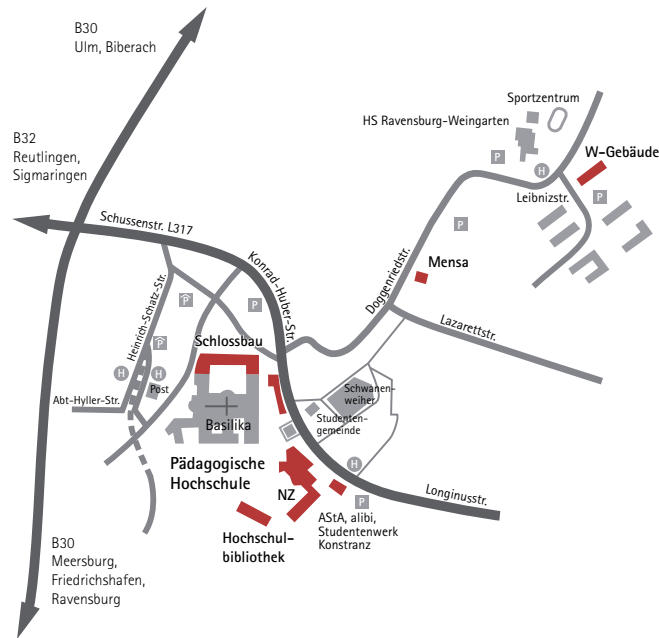 B30
Ulm, Biberach
Sportzentrum
HS Ravensburg-Weingarten
B32
Reutlingen,
Sigmaringen
P
H
W-Gebäude
Leibnizstr.
P
Schussenstr. L317
P
Konrad-Huber-Str.
Doggenriedstr.
Mensa
Heinrich-Schatz-Str.
P
P
Lazarettstr.
P
Schlossbau
H
H
Post
Schwanen-
weiher
Abt-Hyller-Str.
Basilika
Studenten-
gemeinde
Pädagogische
Hochschule
H
NZ
Longinusstr.
P
AStA, alibi,
Studentenwerk
Konstranz
Hochschul-
bibliothek
B30
Meersburg,
Friedrichshafen,
Ravensburg